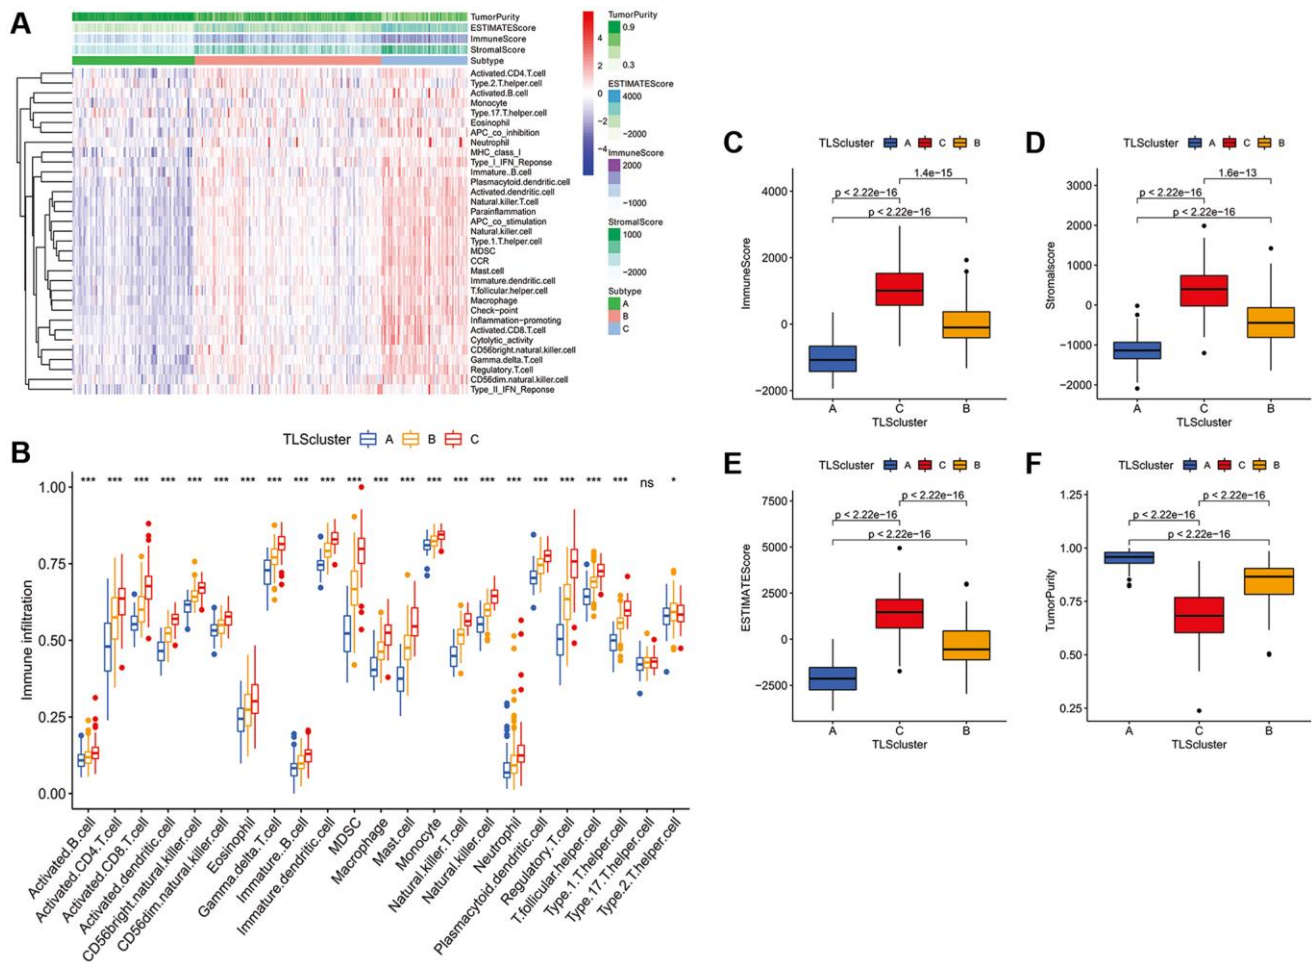 A
TumorPurity
ESTIMATEScore
ImmuneScore
StromalScore
Subtype
Activated.CD4.T.cell
Type.2.T.helper.cell
Activated.B.cell
Monocyte
Type.17.T.helper.cell
Eosinophil
APC_co_inhibition
Neutrophil
MHC_class_I
Type_I_IFN_Reponse
Immature..B.cell
Plasmacytoid.dendritic.cell
Activated.dendritic.cell
Natural.killer.T.cell
Parainflammation
APC_co_stimulation
Natural.killer.cell
Type.1.T.helper.cell
MDSC
CCR
Mast.cell
Immature.dendritic.cell
T.follicular.helper.cell
Macrophage
Check-point
Inflammation-promoting
Activated.CD8.T.cell
Cytolytic_activity
CD56bright.natural.killer.cell
Gamma.delta.T.cell
Regulatory.T.cell
CD56dim.natural.killer.cell
Type_II_IFN_Reponse
4
2
0
−2
−4
TumorPurity
0.9
0.3
ESTIMATEScore
4000
−2000
ImmuneScore
2000
−1000
StromalScore
1000
−2000
Subtype
A
B
C
B
TLScluster A B C
Immune infiltration
1.00
0.75
0.50
0.25
0.00
*** *** *** *** *** *** *** *** *** *** *** *** *** *** *** *** *** *** *** *** *** ns *
Activated.B.cell
Activated.CD4.T.cell
Activated.CD8.T.cell
Activated.dendritic.cell
CD56bright.natural.killer.cell
CD56dim.natural.killer.cell
Eosinophil
Gamma.delta.T.cell
Immature..B.cell
Immature.dendritic.cell
MDSC
Macrophage
Mast.cell
Monocyte
Natural.killer.T.cell
Natural.killer.cell
Neutrophil
Plasmacytoid.dendritic.cell
Regulatory.T.cell
T.follicular.helper.cell
Type.1.T.helper.cell
Type.17.T.helper.cell
Type.2.T.helper.cell
C
TLScluster A C B
1.4e−15
p < 2.22e−16
p < 2.22e−16
ImmuneScore
4000
2000
0
−2000
A C B
TLScluster
D
TLScluster A C B
1.6e−13
p < 2.22e−16
p < 2.22e−16
Stromalscore
3000
2000
1000
0
−1000
−2000
A C B
TLScluster
E
TLScluster A C B
p < 2.22e−16
p < 2.22e−16
p < 2.22e−16
ESTIMATEScore
7500
5000
2500
0
−2500
A C B
TLScluster
F
TLScluster A C B
p < 2.22e−16
p < 2.22e−16
p < 2.22e−16
TumorPurity
1.25
1.00
0.75
0.50
0.25
A C B
TLScluster